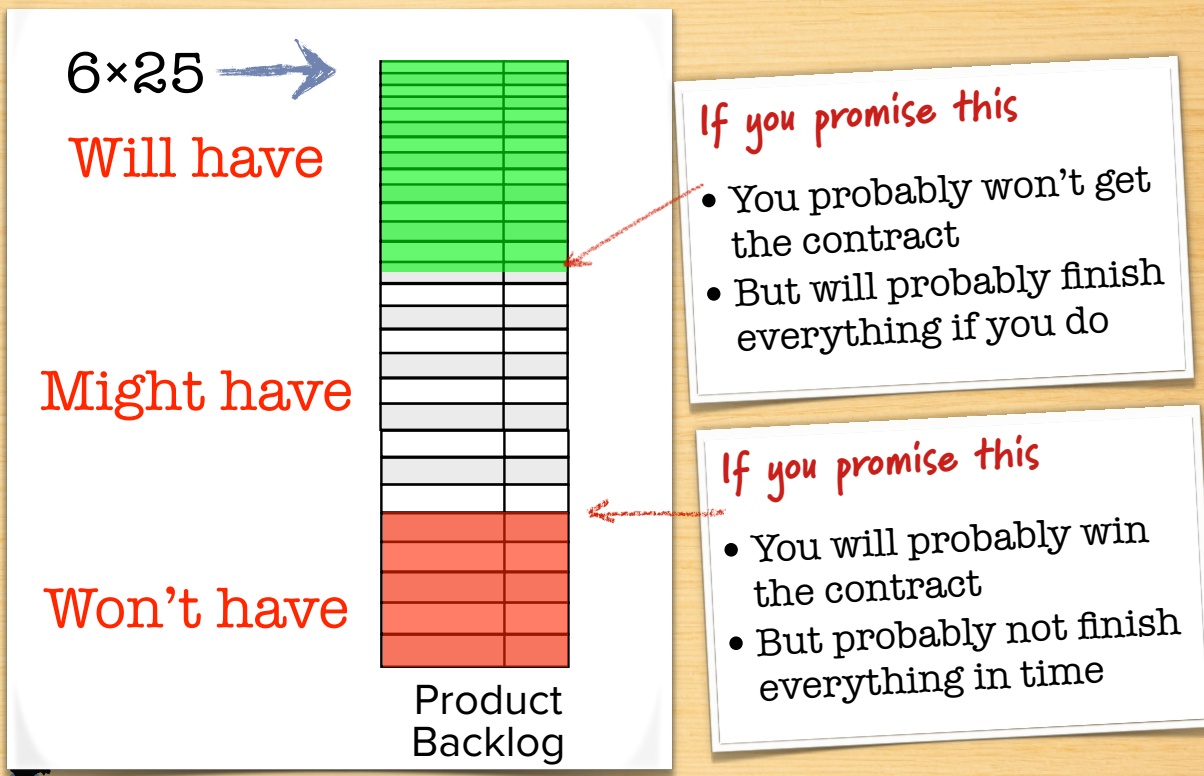 6×25
Will have
Might have
Won’t have
Product
Backlog
If you promise this
• You probably won’t get
the contract
• But will probably finish
everything if you do
If you promise this
• You will probably win
the contract
• But probably not finish
everything in time